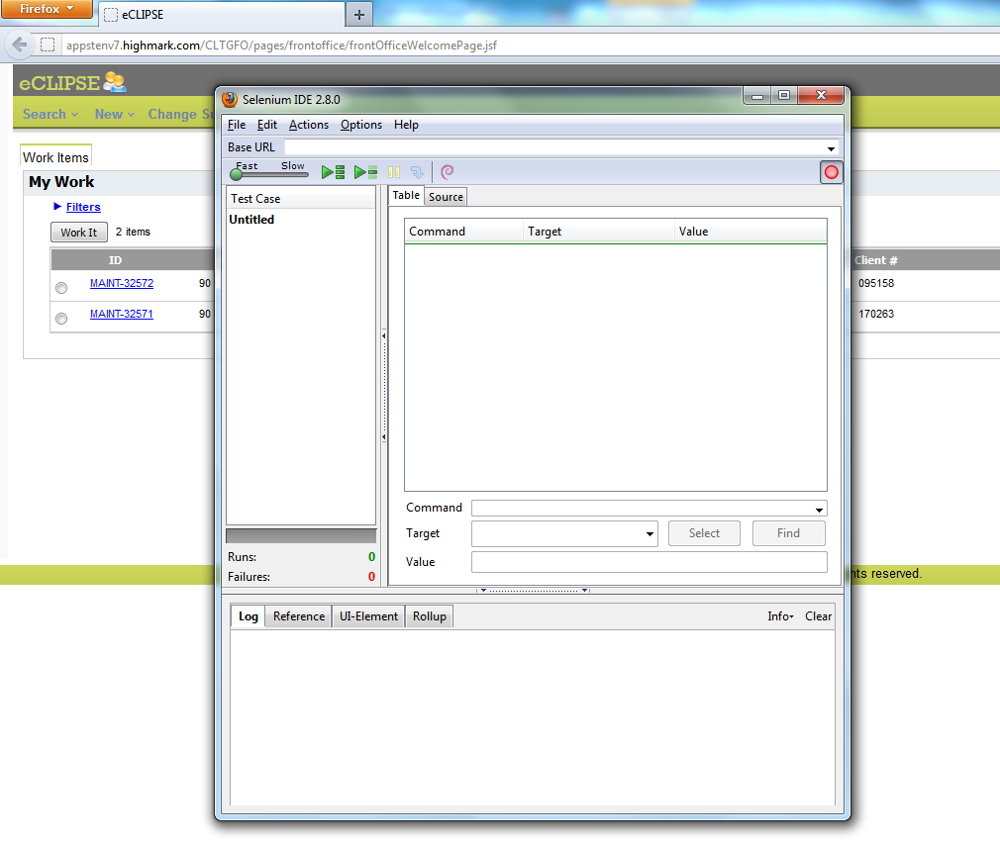 Firefox
eCLIPSE
appstenv7.highmark.com/CLTGFO/pages/frontoffice/frontOfficeWelcomePage.jsf
eCLIPSE
Search New Change
Work Items
My Work
Filters
Work It 2 items
ID Client #
MAINT-32572 90 095158
MAINT-32571 90 170263
reserved.
Selenium IDE 2.8.0
File Edit Actions Options Help
Base URL
Fast Slow
Test Case
Untitled
Table Source
Command Target Value
Command
Target Select Find
Value
Runs: 0
Failures: 0
Log Reference UI-Element Rollup Info Clear